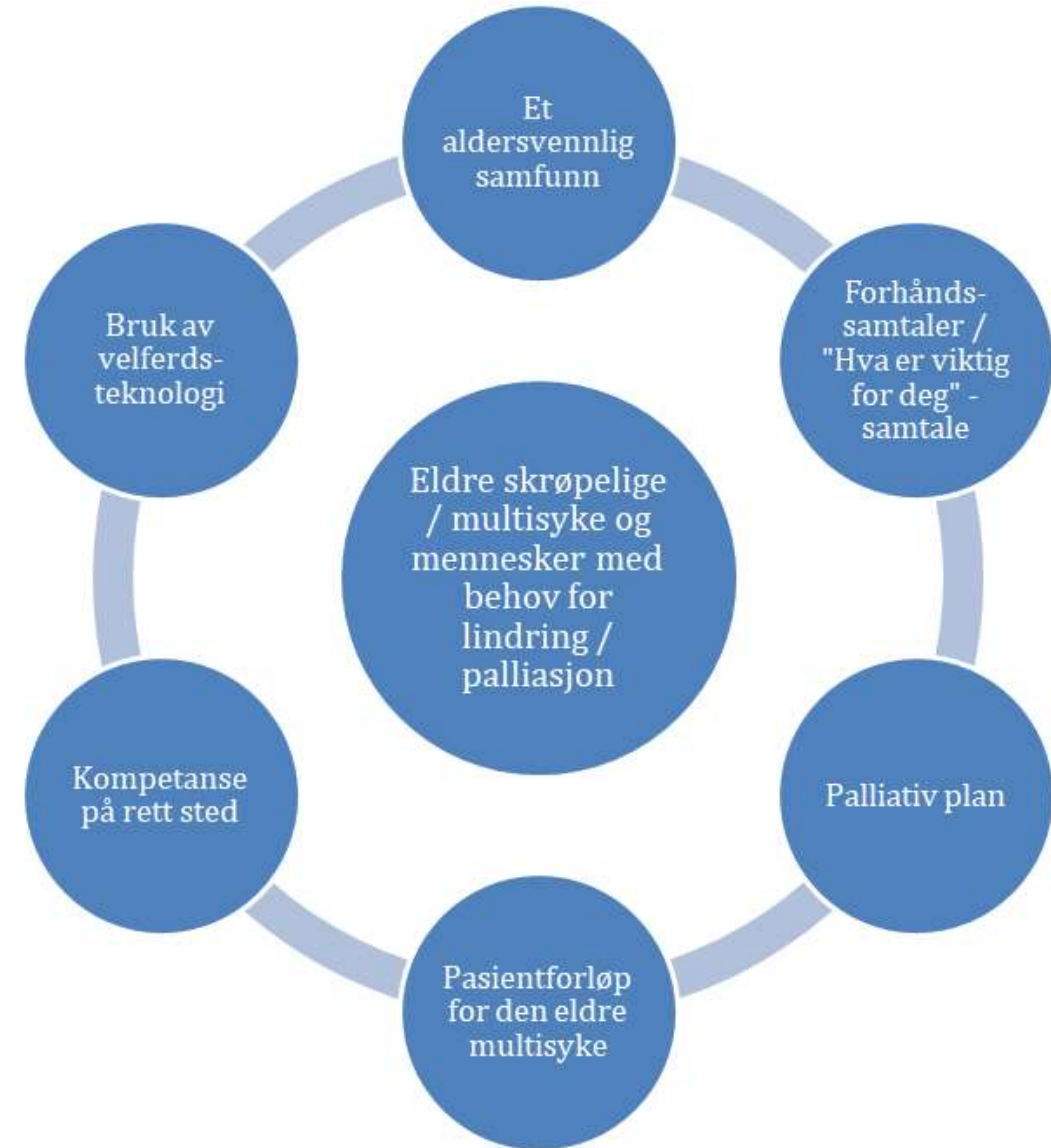 Et
aldersvennlig
samfunn
Forhånds-
samtaler /
"Hva er viktig
for deg" -
samtale
Palliativ plan
Pasientforløp
for den eldre
multisyke
Kompetanse
på rett sted
Bruk av
velferds-
teknologi
Eldre skrøpelige
/ multisyke og
mennesker med
behov for
lindring /
palliasjon